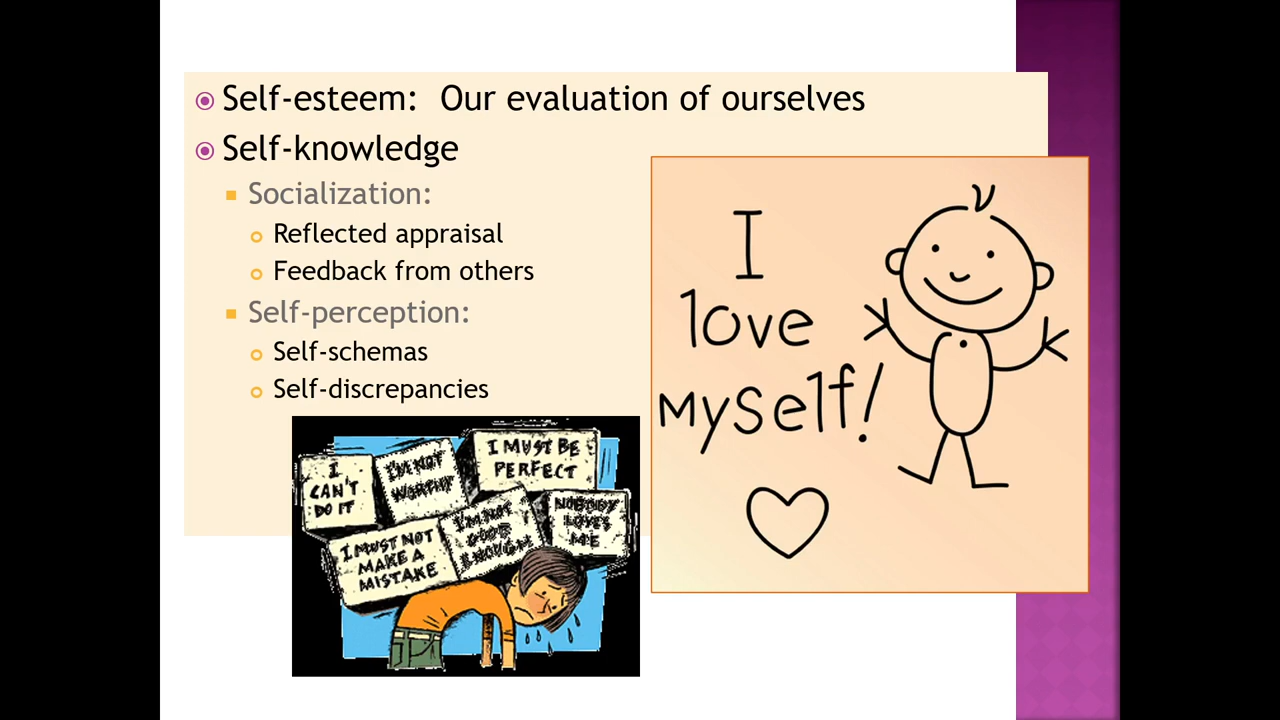 Self-esteem: Our evaluation of ourselves
Self-knowledge
Socialization:
Reflected appraisal
Feedback from others
Self-perception:
Self-schemas
Self-discrepancies
I
love
myself!
I
CAN'T
DO IT
I'M NOT
WORTHY
I MUST BE
PERFECT
I MUST NOT
MAKE A
MISTAKE
I'M NOT
GOOD
ENOUGH
NOBODY
LOVES
ME